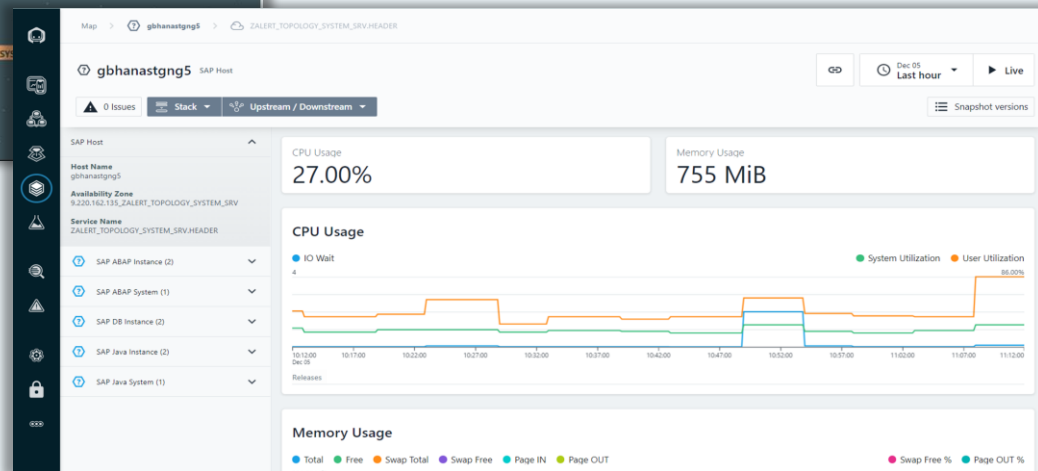 Map > gbhanastgng5 > ZALERT_TOPOLOGY_SYSTEM_SRV.HEADER
gbhanastgng5 SAP Host
Dec 05
Last hour
Live
0 Issues
Stack
Upstream / Downstream
Snapshot versions
SAP Host
Host Name
gbhanastgng5
Availability Zone
9.220.162.135_ZALERT_TOPOLOGY_SYSTEM_SRV
Service Name
ZALERT_TOPOLOGY_SYSTEM_SRV.HEADER
SAP ABAP Instance (2)
SAP ABAP System (1)
SAP DB Instance (2)
SAP Java Instance (2)
SAP Java System (1)
CPU Usage
27.00%
Memory Usage
755 MiB
CPU Usage
IO Wait
System Utilization User Utilization
4 86.00%
10:12:00 10:17:00 10:22:00 10:27:00 10:32:00 10:37:00 10:42:00 10:47:00 10:52:00 10:57:00 11:02:00 11:07:00 11:12:00
Dec 05
Releases
Memory Usage
Total Free Swap Total Swap Free Page IN Page OUT
Swap Free % Page OUT %